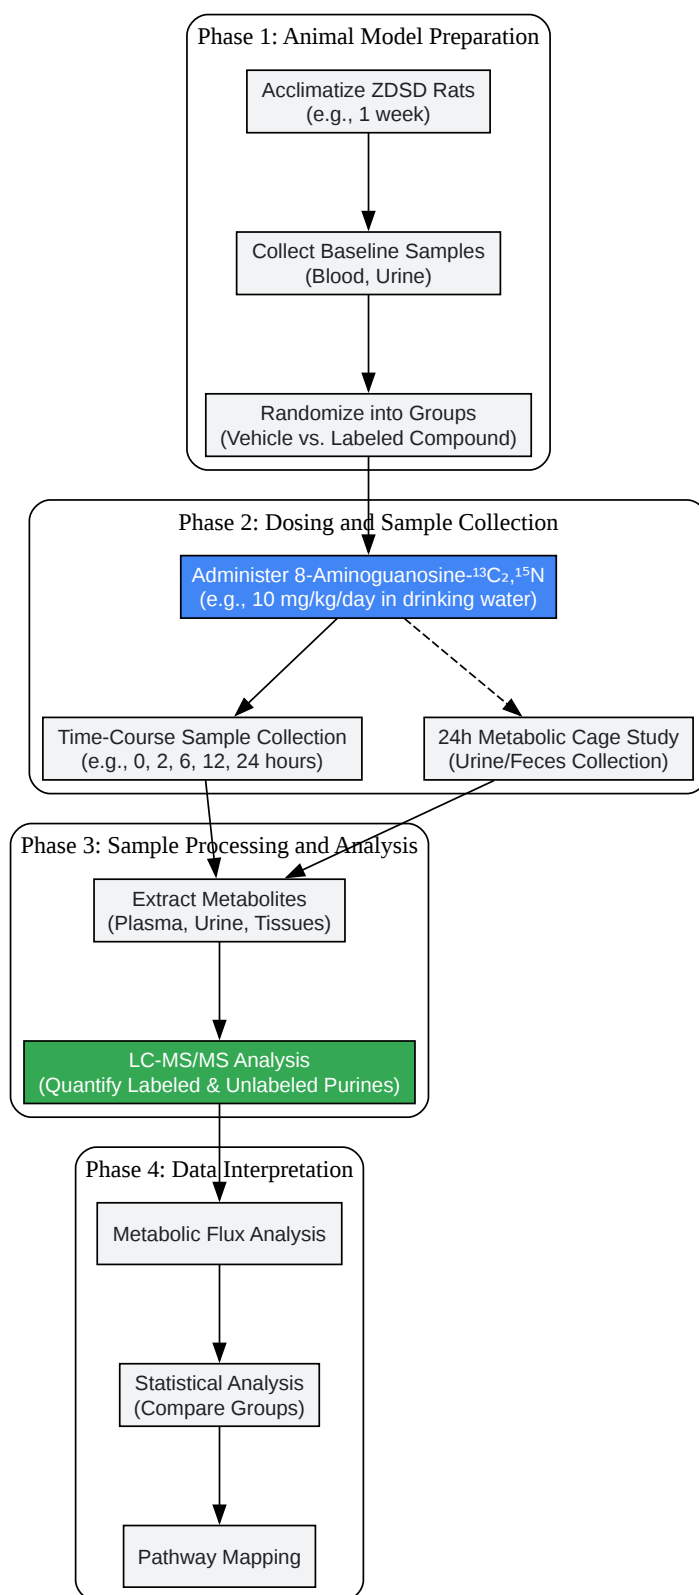 Phase 1: Animal Model Preparation
Acclimatize ZDSD Rats
(e.g., 1 week)
Collect Baseline Samples
(Blood, Urine)
Randomize into Groups
(Vehicle vs. Labeled Compound)
Phase 2: Dosing and Sample Collection
Administer 8-Aminoguanosine-¹³C₂,¹⁵N
(e.g., 10 mg/kg/day in drinking water)
Time-Course Sample Collection
(e.g., 0, 2, 6, 12, 24 hours)
24h Metabolic Cage Study
(Urine/Feces Collection)
Phase 3: Sample Processing and Analysis
Extract Metabolites
(Plasma, Urine, Tissues)
LC-MS/MS Analysis
(Quantify Labeled & Unlabeled Purines)
Phase 4: Data Interpretation
Metabolic Flux Analysis
Statistical Analysis
(Compare Groups)
Pathway Mapping